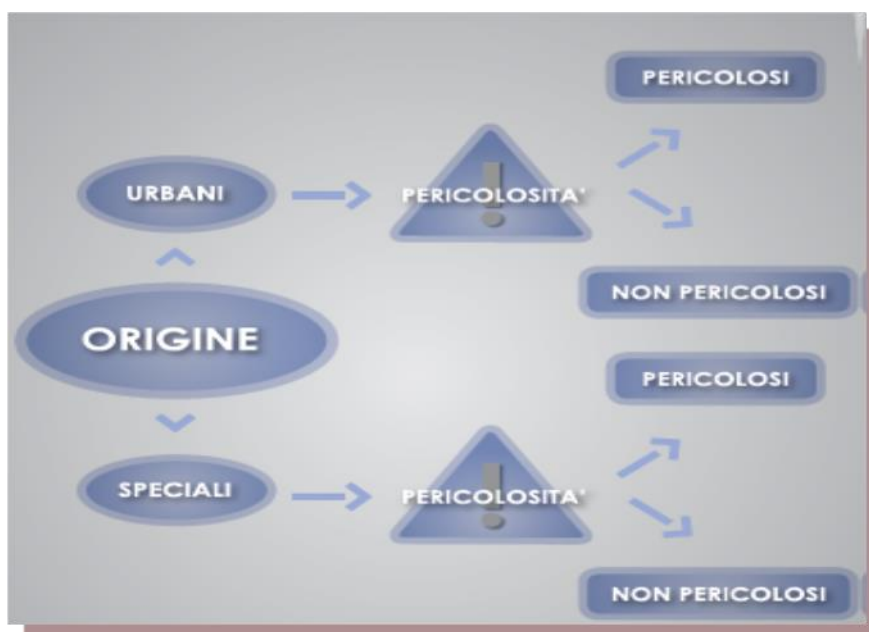 PERICOLOSI
URBANI
PERICOLOSITA'
NON PERICOLOSI
ORIGINE
PERICOLOSI
SPECIALI
PERICOLOSITA'
NON PERICOLOSI